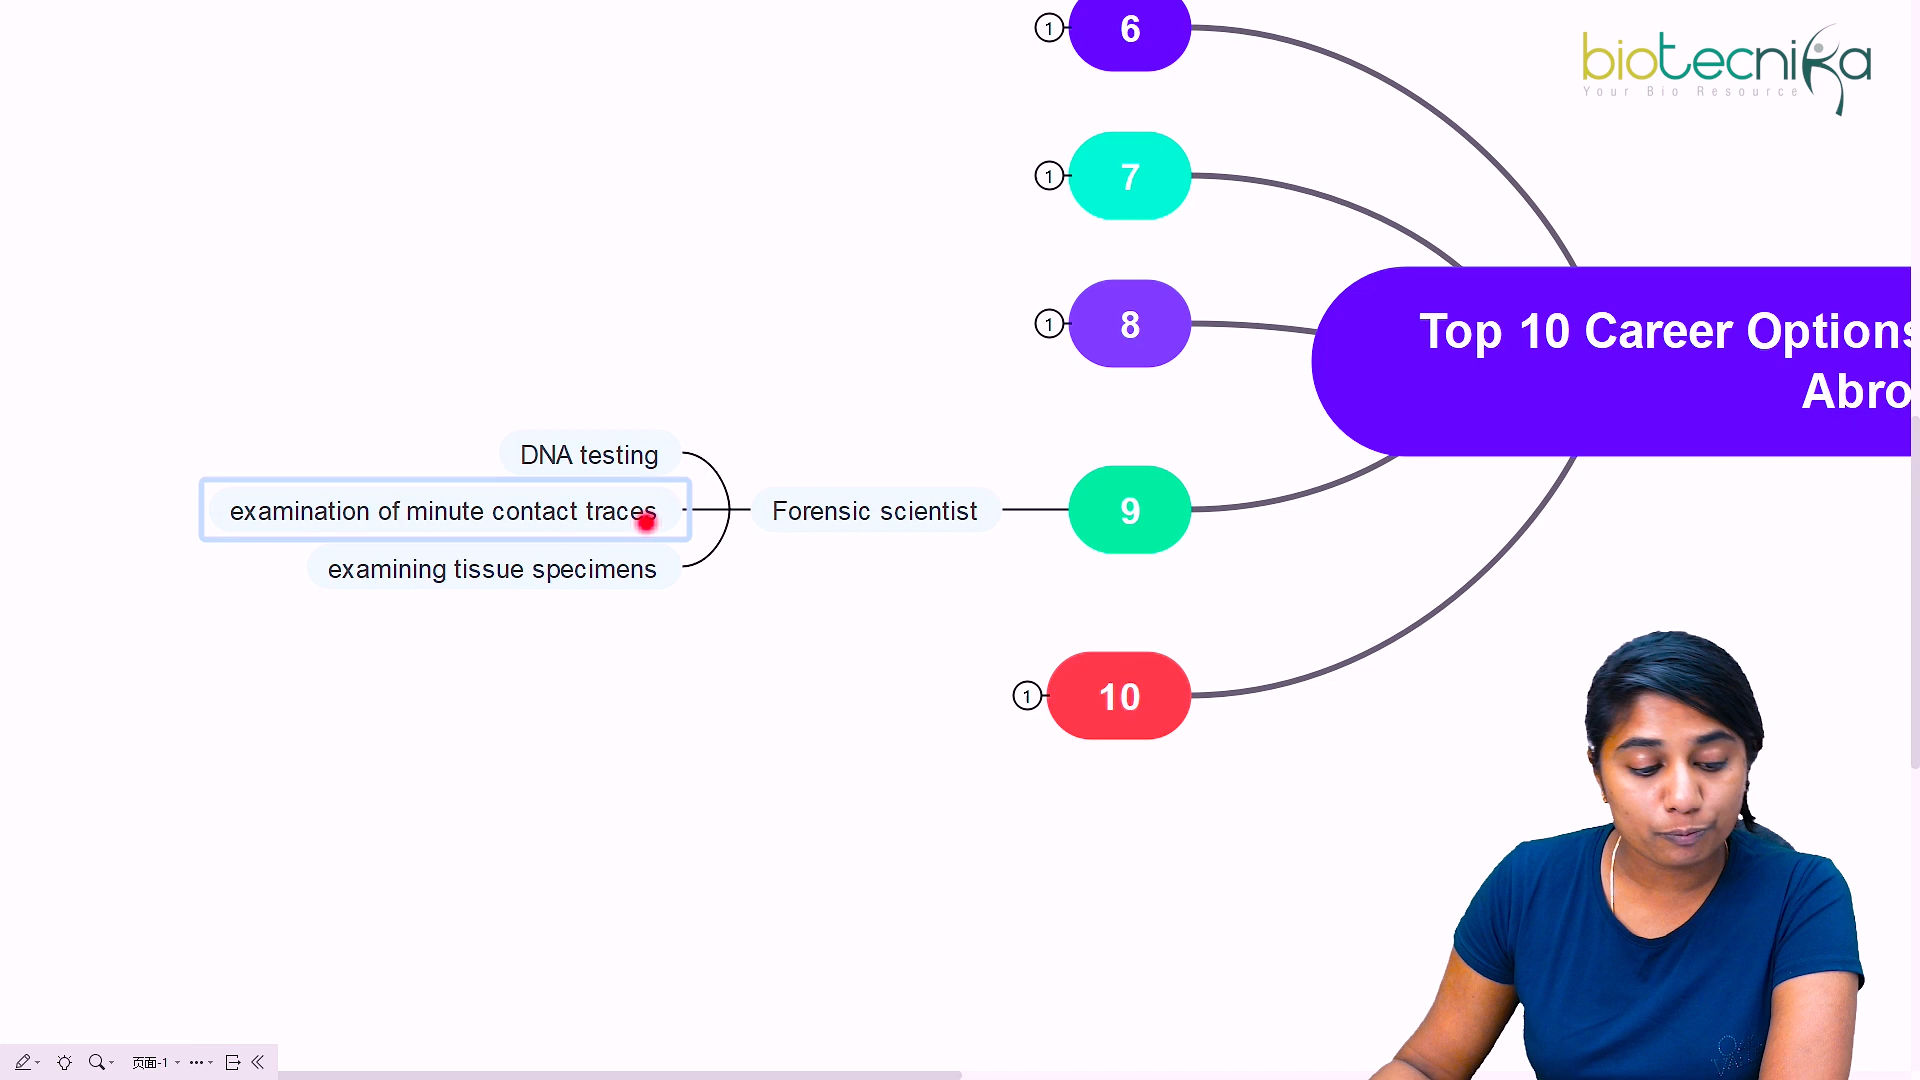 6
1
biotecnika
Your Bio Resource
7
1
8
1
Top 10 Career Options
Abro
DNA testing
examination of minute contact traces
Forensic scientist
9
examining tissue specimens
10
1
页面-1